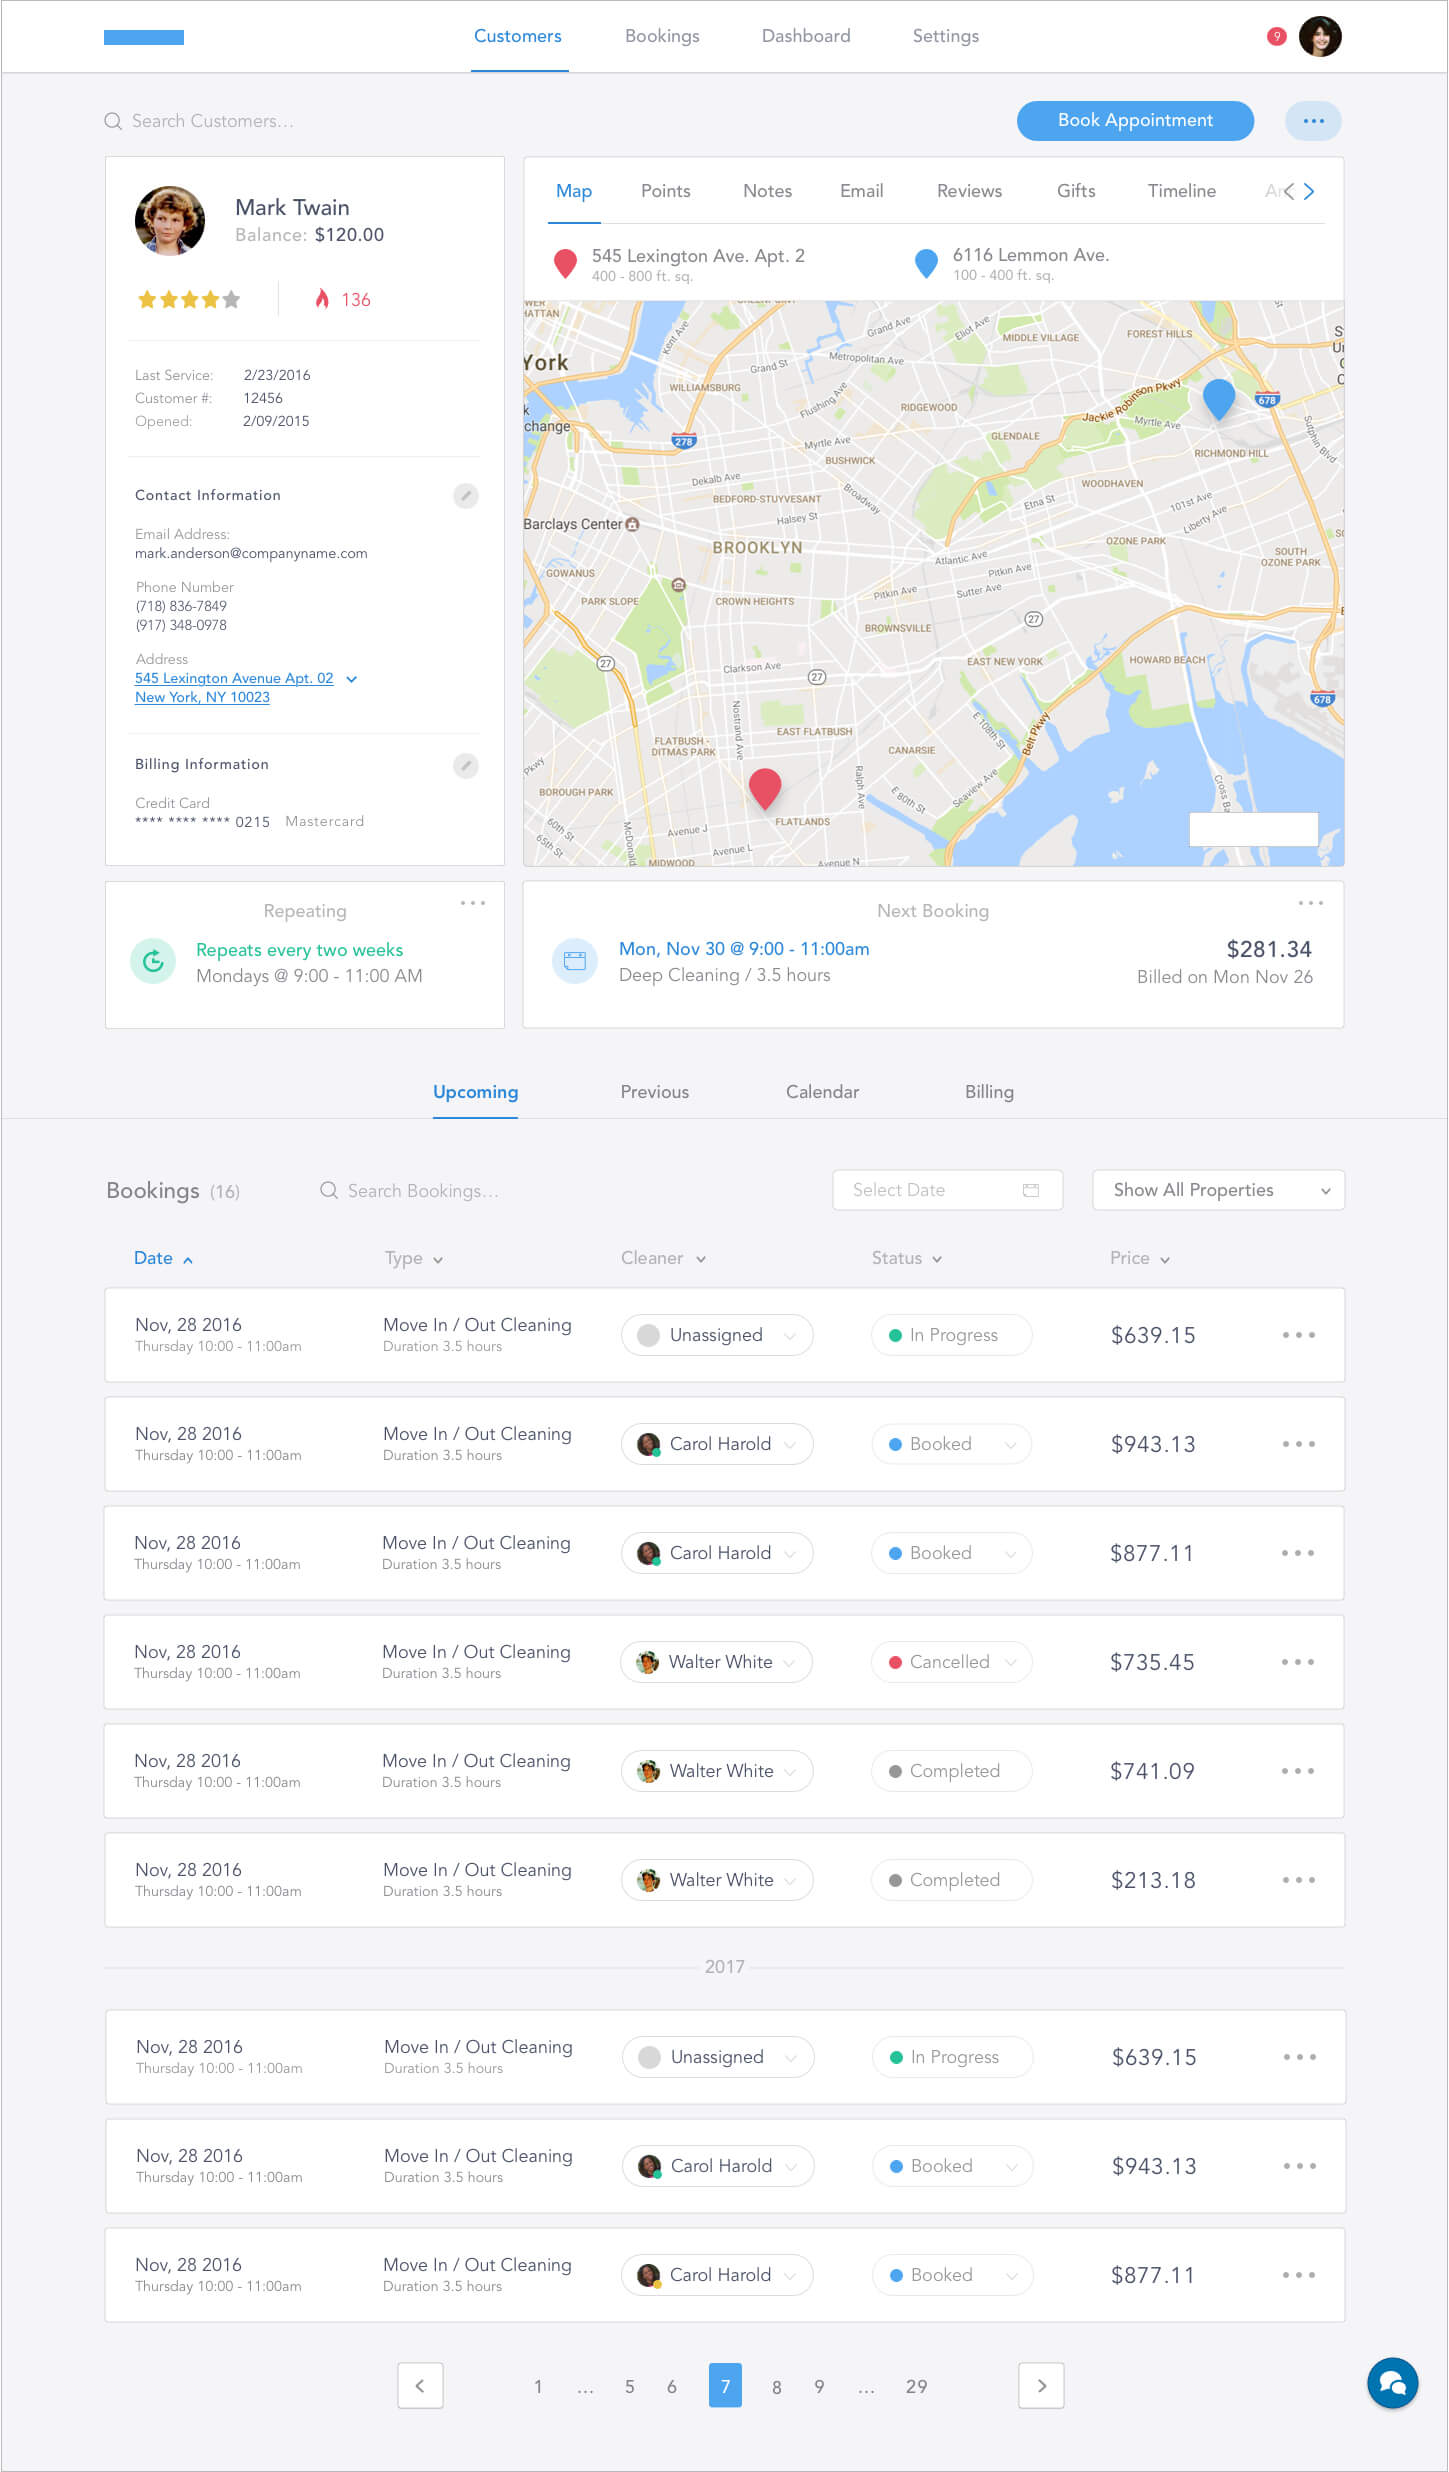 Customers
Bookings
Dashboard
Settings
9
Search Customers...
Book Appointment
Mark Twain
Balance: $120.00
136
Last Service: 2/23/2016
Customer #: 12456
Opened: 2/09/2015
Contact Information
Email Address:
mark.anderson@companyname.com
Phone Number
(718) 836-7849
(917) 348-0978
Address
545 Lexington Avenue Apt. 02
New York, NY 10023
Billing Information
Credit Card
**** **** **** 0215 Mastercard
Map
Points
Notes
Email
Reviews
Gifts
Timeline
545 Lexington Ave. Apt. 2
400 - 800 ft. sq.
6116 Lemmon Ave.
100 - 400 ft. sq.
HATTAN
Kent Ave
Grand Ave
Eliot Ave
MIDDLE VILLAGE
FOREST HILLS
York
Grand St
Metropolitan Ave
WILLIAMSBURG
Flushing Ave
RIDGEWOOD
Jackie Robinson Pkwy
678
k
change
278
Myrtle Ave
GLENDALE
Myrtle Ave
Sutphin Blvd
BUSHWICK
RICHMOND HILL
Dekalb Ave
BEDFORD-STUYVESANT
Broadway
WOODHAVEN
Etna St
101st Ave
Liberty Ave
Barclays Center
Halsey St
BROOKLYN
OZONE PARK
SOUTH
OZONE PARK
Atlantic Ave
GOWANUS
Pitkin Ave
PARK SLOPE
CROWN HEIGHTS
Pitkin Ave
Sutter Ave
27
BROWNSVILLE
27
Clarkson Ave
27
EAST NEW YORK
HOWARD BEACH
678
Nostrand Ave
E 108th St
Belt Pkwy
FLATBUSH -
DITMAS PARK
EAST FLATBUSH
CANARSIE
Pkwy
BOROUGH PARK
Ralph Ave
E 80th St
Seaview Ave
Cross Ba
60th St
65th St
McDonald
Avenue J
FLATLANDS
Avenue L
MIDWOOD
Avenue N
Repeating
Repeats every two weeks
Mondays @ 9:00 - 11:00 AM
Next Booking
Mon, Nov 30 @ 9:00 - 11:00am
Deep Cleaning / 3.5 hours
$281.34
Billed on Mon Nov 26
Upcoming
Previous
Calendar
Billing
Bookings (16)
Search Bookings...
Select Date
Show All Properties
Date
Type
Cleaner
Status
Price
Nov, 28 2016
Thursday 10:00 - 11:00am
Move In / Out Cleaning
Duration 3.5 hours
Unassigned
In Progress
$639.15
Nov, 28 2016
Thursday 10:00 - 11:00am
Move In / Out Cleaning
Duration 3.5 hours
Carol Harold
Booked
$943.13
Nov, 28 2016
Thursday 10:00 - 11:00am
Move In / Out Cleaning
Duration 3.5 hours
Carol Harold
Booked
$877.11
Nov, 28 2016
Thursday 10:00 - 11:00am
Move In / Out Cleaning
Duration 3.5 hours
Walter White
Cancelled
$735.45
Nov, 28 2016
Thursday 10:00 - 11:00am
Move In / Out Cleaning
Duration 3.5 hours
Walter White
Completed
$741.09
Nov, 28 2016
Thursday 10:00 - 11:00am
Move In / Out Cleaning
Duration 3.5 hours
Walter White
Completed
$213.18
2017
Nov, 28 2016
Thursday 10:00 - 11:00am
Move In / Out Cleaning
Duration 3.5 hours
Unassigned
In Progress
$639.15
Nov, 28 2016
Thursday 10:00 - 11:00am
Move In / Out Cleaning
Duration 3.5 hours
Carol Harold
Booked
$943.13
Nov, 28 2016
Thursday 10:00 - 11:00am
Move In / Out Cleaning
Duration 3.5 hours
Carol Harold
Booked
$877.11
1 ... 5 6 7 8 9 ... 29